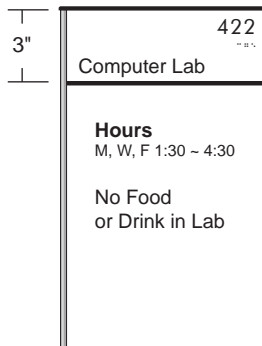 422
3"
Computer Lab
Hours
M, W, F 1:30 ~ 4:30
No Food
or Drink in Lab